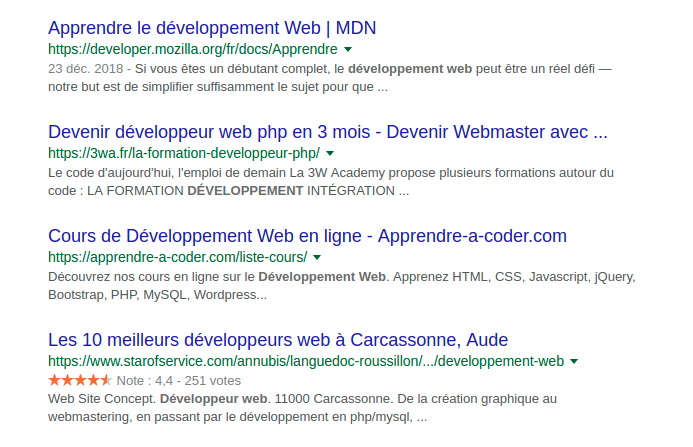 Apprendre le développement Web | MDN
https://developer.mozilla.org/fr/docs/Apprendre
23 déc. 2018 - Si vous êtes un débutant complet, le développement web peut être un réel défi —
notre but est de simplifier suffisamment le sujet pour que ...
Devenir développeur web php en 3 mois - Devenir Webmaster avec ...
https://3wa.fr/la-formation-developpeur-php/
Le code d'aujourd'hui, l'emploi de demain La 3W Academy propose plusieurs formations autour du
code : LA FORMATION DÉVELOPPEMENT INTÉGRATION ...
Cours de Développement Web en ligne - Apprendre-a-coder.com
https://apprendre-a-coder.com/liste-cours/
Découvrez nos cours en ligne sur le Développement Web. Apprenez HTML, CSS, Javascript, jQuery,
Bootstrap, PHP, MySQL, Wordpress...
Les 10 meilleurs développeurs web à Carcassonne, Aude
https://www.starofservice.com/annubis/languedoc-roussillon/.../developpement-web
Note : 4,4 - 251 votes
Web Site Concept. Développeur web. 11000 Carcassonne. De la création graphique au
webmastering, en passant par le développement en php/mysql, ...